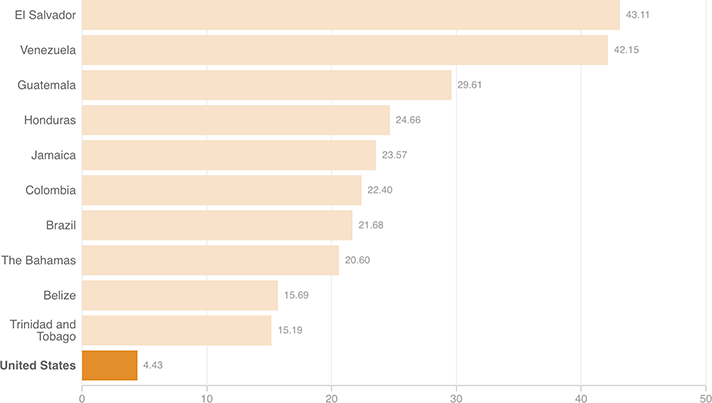 El Salvador 43.11
Venezuela 42.15
Guatemala 29.61
Honduras 24.66
Jamaica 23.57
Colombia 22.40
Brazil 21.68
The Bahamas 20.60
Belize 15.69
Trinidad and
Tobago 15.19
United States 4.43
0 10 20 30 40 50